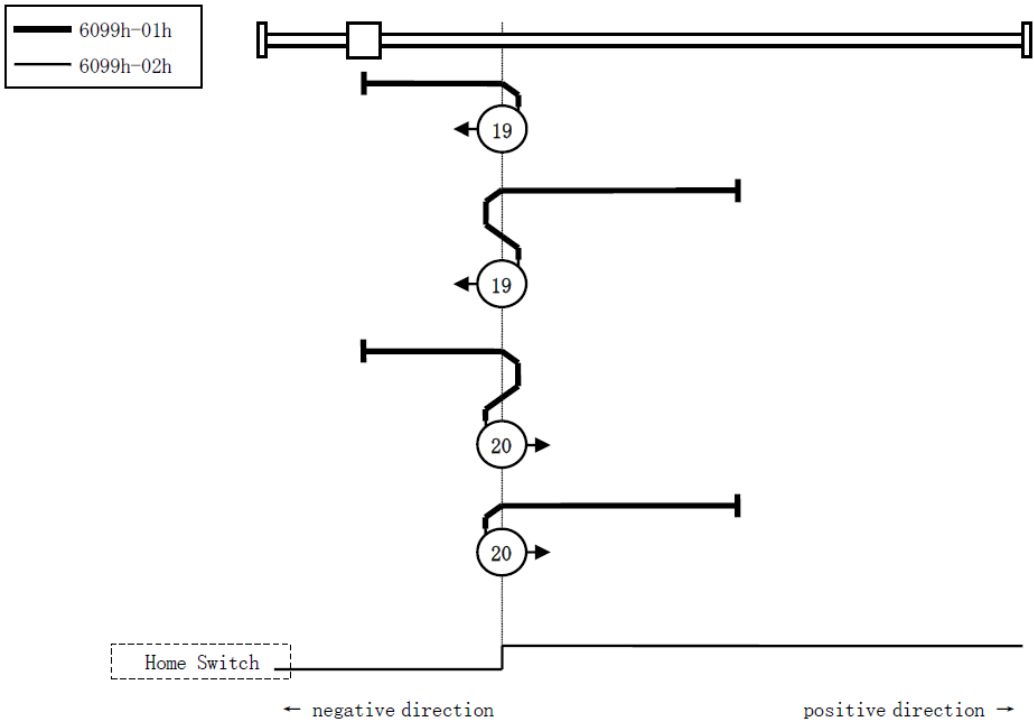 6099h-01h
6099h-02h
19
19
20
20
Home Switch
← negative direction
positive direction →